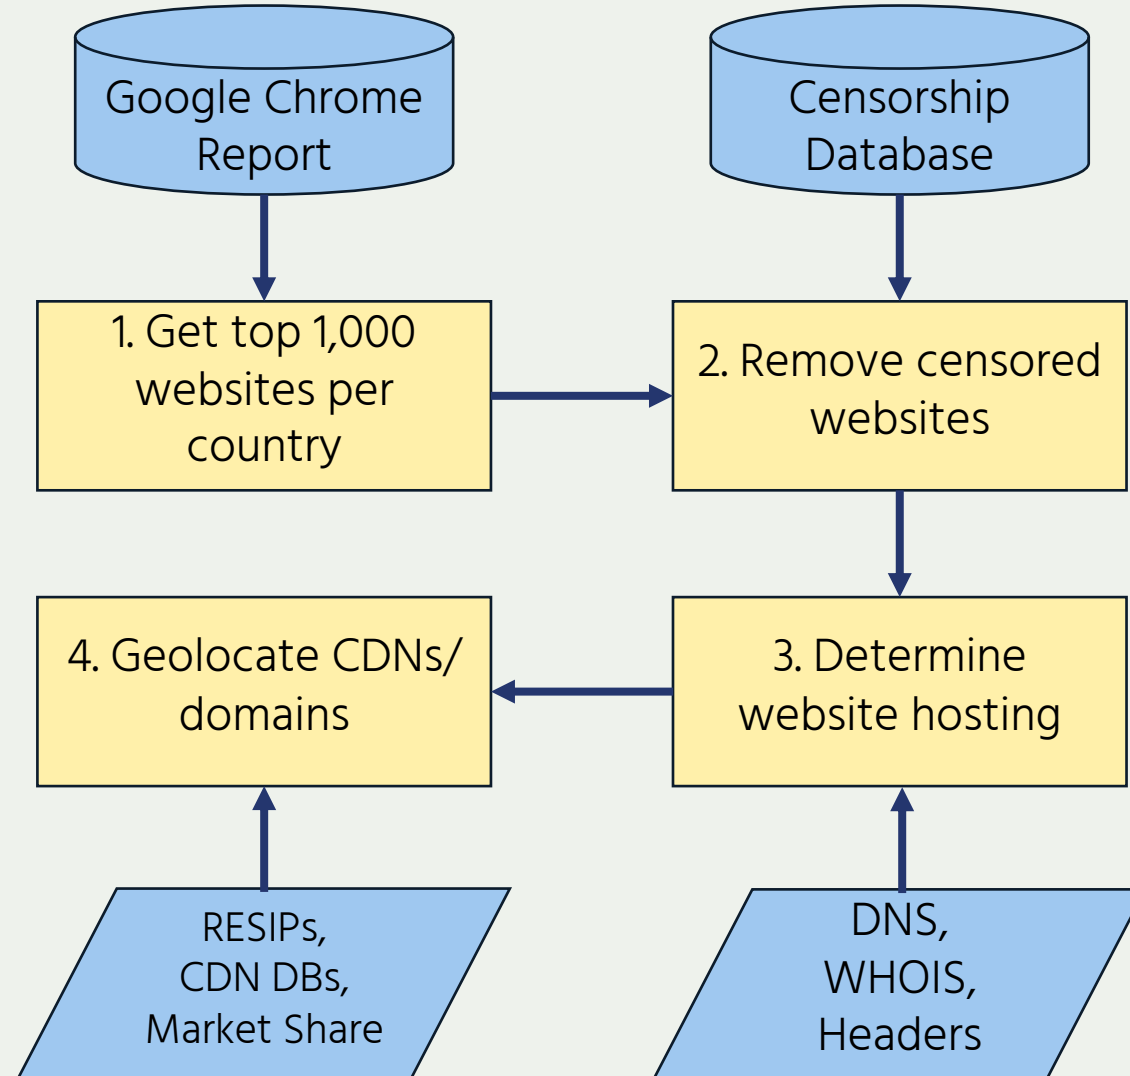 Google Chrome
Report
Censorship
Database
1. Get top 1,000
websites per
country
2. Remove censored
websites
4. Geolocate CDNs/
domains
3. Determine
website hosting
RESIPs,
CDN DBs,
Market Share
DNS,
WHOIS,
Headers